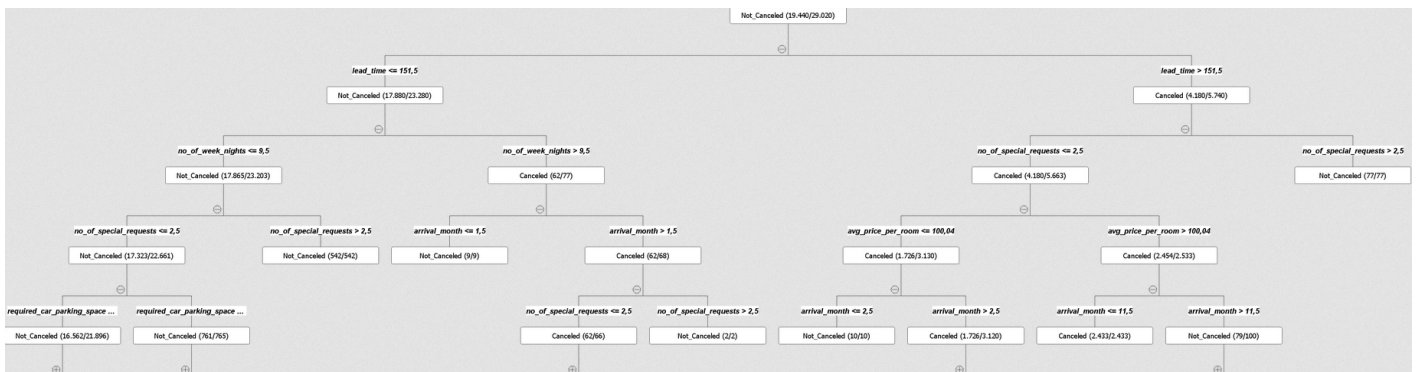 Not_Canceled (19.440/29.020)
lead_time <= 151,5
lead_time > 151,5
Not_Canceled (17.880/23.280)
Canceled (4.180/5.740)
no_of_week_nights <= 9,5
no_of_week_nights > 9,5
no_of_special_requests <= 2,5
no_of_special_requests > 2,5
Not_Canceled (17.865/23.203)
Canceled (62/77)
Canceled (4.180/5.663)
Not_Canceled (77/77)
no_of_special_requests <= 2,5
no_of_special_requests > 2,5
arrival_month <= 1,5
arrival_month > 1,5
avg_price_per_room <= 100,04
avg_price_per_room > 100,04
Not_Canceled (17.323/22.661)
Not_Canceled (542/542)
Not_Canceled (9/9)
Canceled (62/68)
Canceled (1.726/3.130)
Canceled (2.454/2.533)
required_car_parking_space ...
required_car_parking_space ...
no_of_special_requests <= 2,5
no_of_special_requests > 2,5
arrival_month <= 2,5
arrival_month > 2,5
arrival_month <= 11,5
arrival_month > 11,5
Not_Canceled (16.562/21.896)
Not_Canceled (761/765)
Canceled (62/66)
Not_Canceled (2/2)
Not_Canceled (10/10)
Canceled (1.726/3.120)
Canceled (2.433/2.433)
Not_Canceled (79/100)